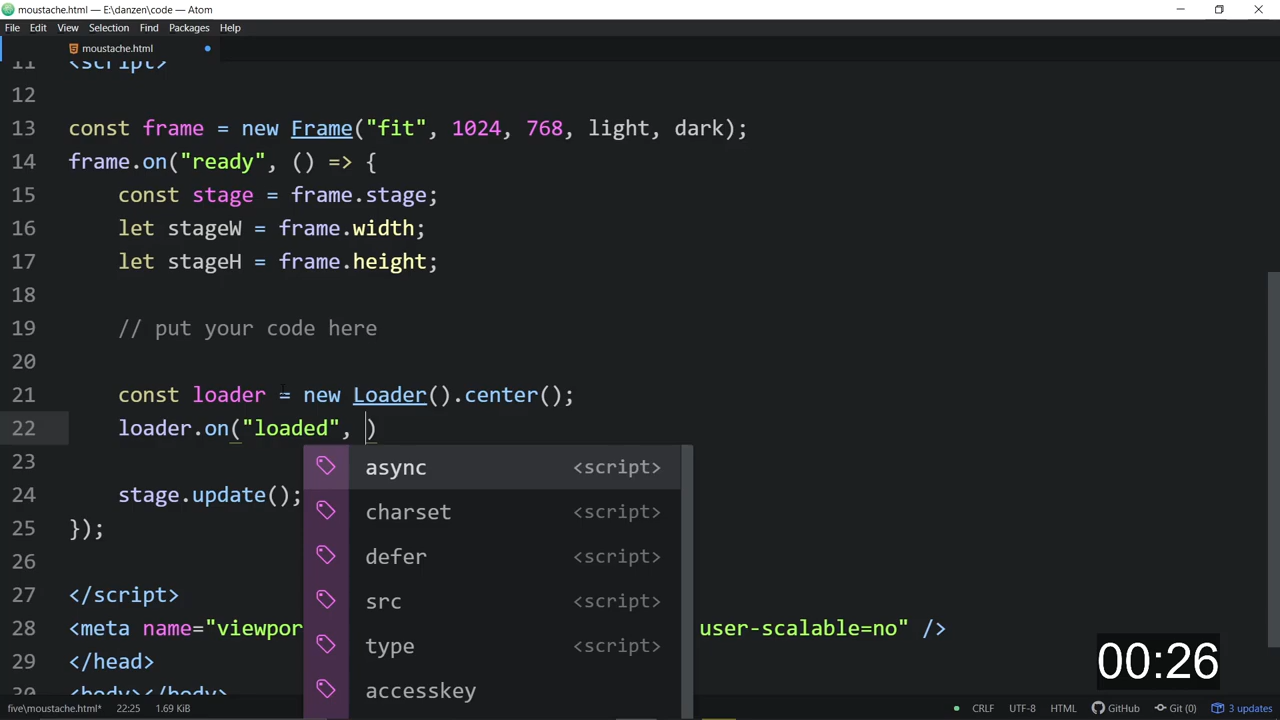 moustache.html — E:\danzen\code — Atom
File Edit View Selection Find Packages Help
moustache.html
11 <script>
12
13 const frame = new Frame("fit", 1024, 768, light, dark);
14 frame.on("ready", () => {
15 const stage = frame.stage;
16 let stageW = frame.width;
17 let stageH = frame.height;
18
19 // put your code here
20
21 const loader = new Loader().center();
22 loader.on("loaded", )
async <script>
23
charset <script>
24 stage.update();
25 });
defer <script>
26
src <script>
27 </script>
28 <meta name="viewpor user-scalable=no" />
type <script>
29 </head>
accesskey
30 <body></body>
00:26
five\moustache.html* 22:25 1.69 KiB CRLF UTF-8 HTML GitHub Git (0) 3 updates